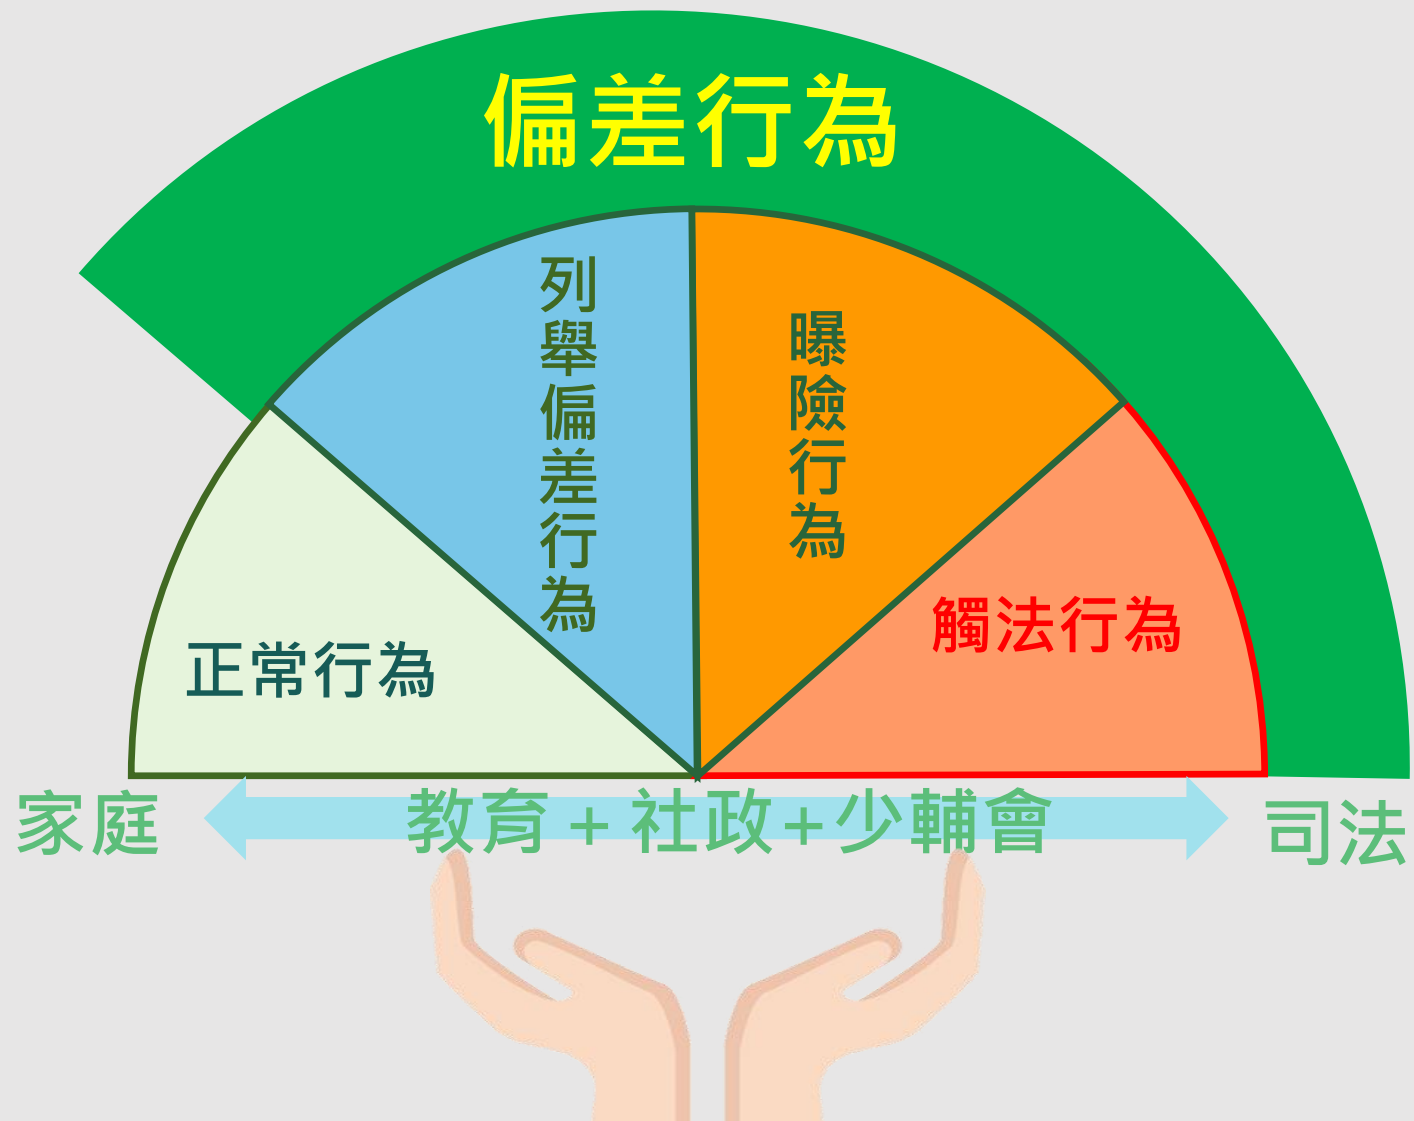 偏差行為
列舉偏差行為
曝險行為
正常行為
觸法行為
家庭
教育+社政+少輔會
司法